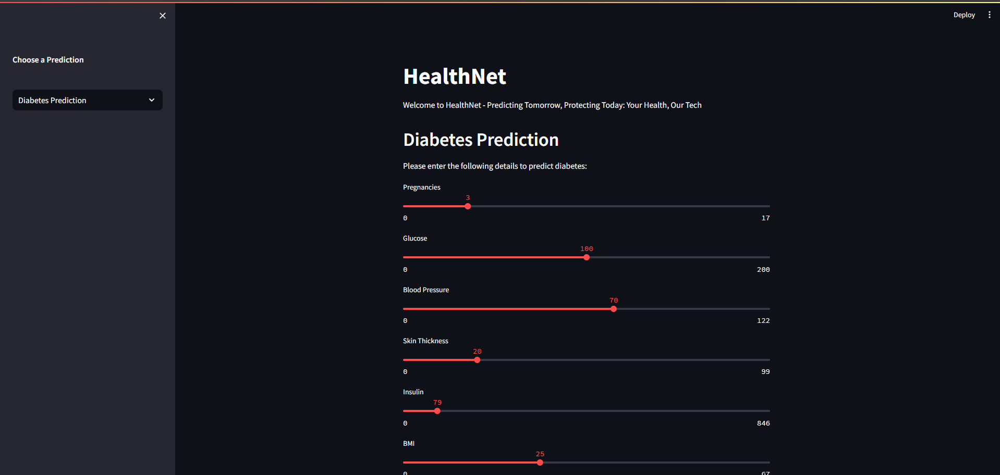 Deploy
Choose a Prediction
Diabetes Prediction
HealthNet
Welcome to HealthNet - Predicting Tomorrow, Protecting Today: Your Health, Our Tech
Diabetes Prediction
Please enter the following details to predict diabetes:
Pregnancies
3
0 17
Glucose
100
0 200
Blood Pressure
70
0 122
Skin Thickness
20
0 99
Insulin
79
0 846
BMI
25
0 67